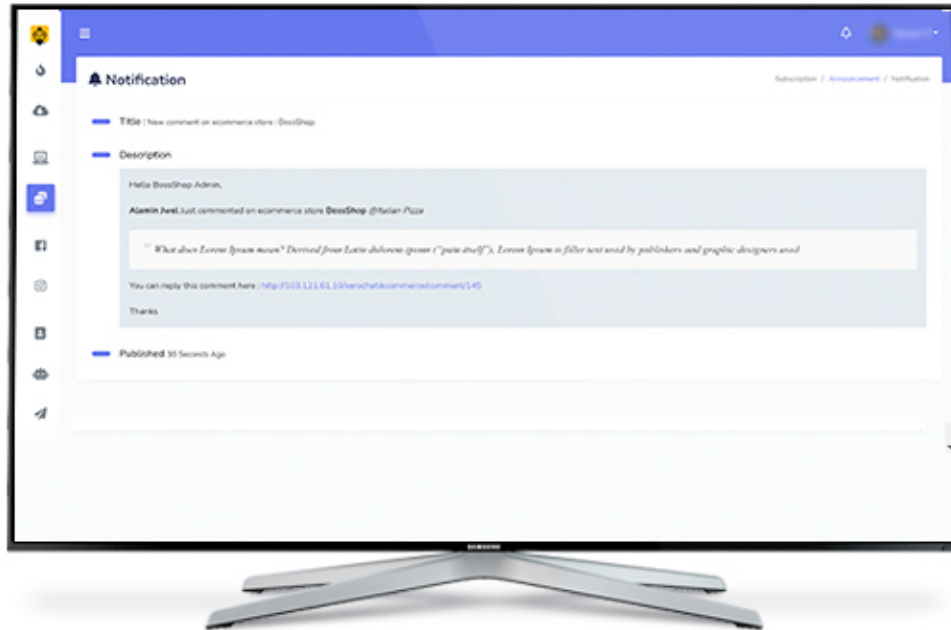 Notification
Subscription / Announcement / Notification
Title : New comment on ecommerce store : BossShop
Description
Hello BossShop Admin,
Alamin Jwel Just commented on ecommerce store BossShop @Italian Pizza
" What does Lorem Ipsum mean? Derived from Latin dolorem ipsum ("pain itself"), Lorem Ipsum is filler text used by publishers and graphic designers used
You can reply this comment here : http://103.121.61.10/xerochat/ecommerce/comment/145
Thanks
Published 38 Seconds Ago
SAMSUNG